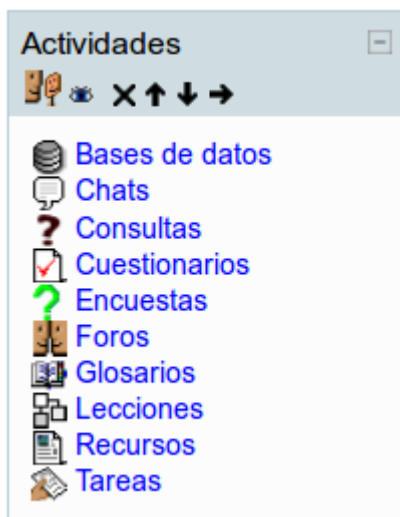 Actividades
Bases de datos
Chats
Consultas
Cuestionarios
Encuestas
Foros
Glosarios
Lecciones
Recursos
Tareas